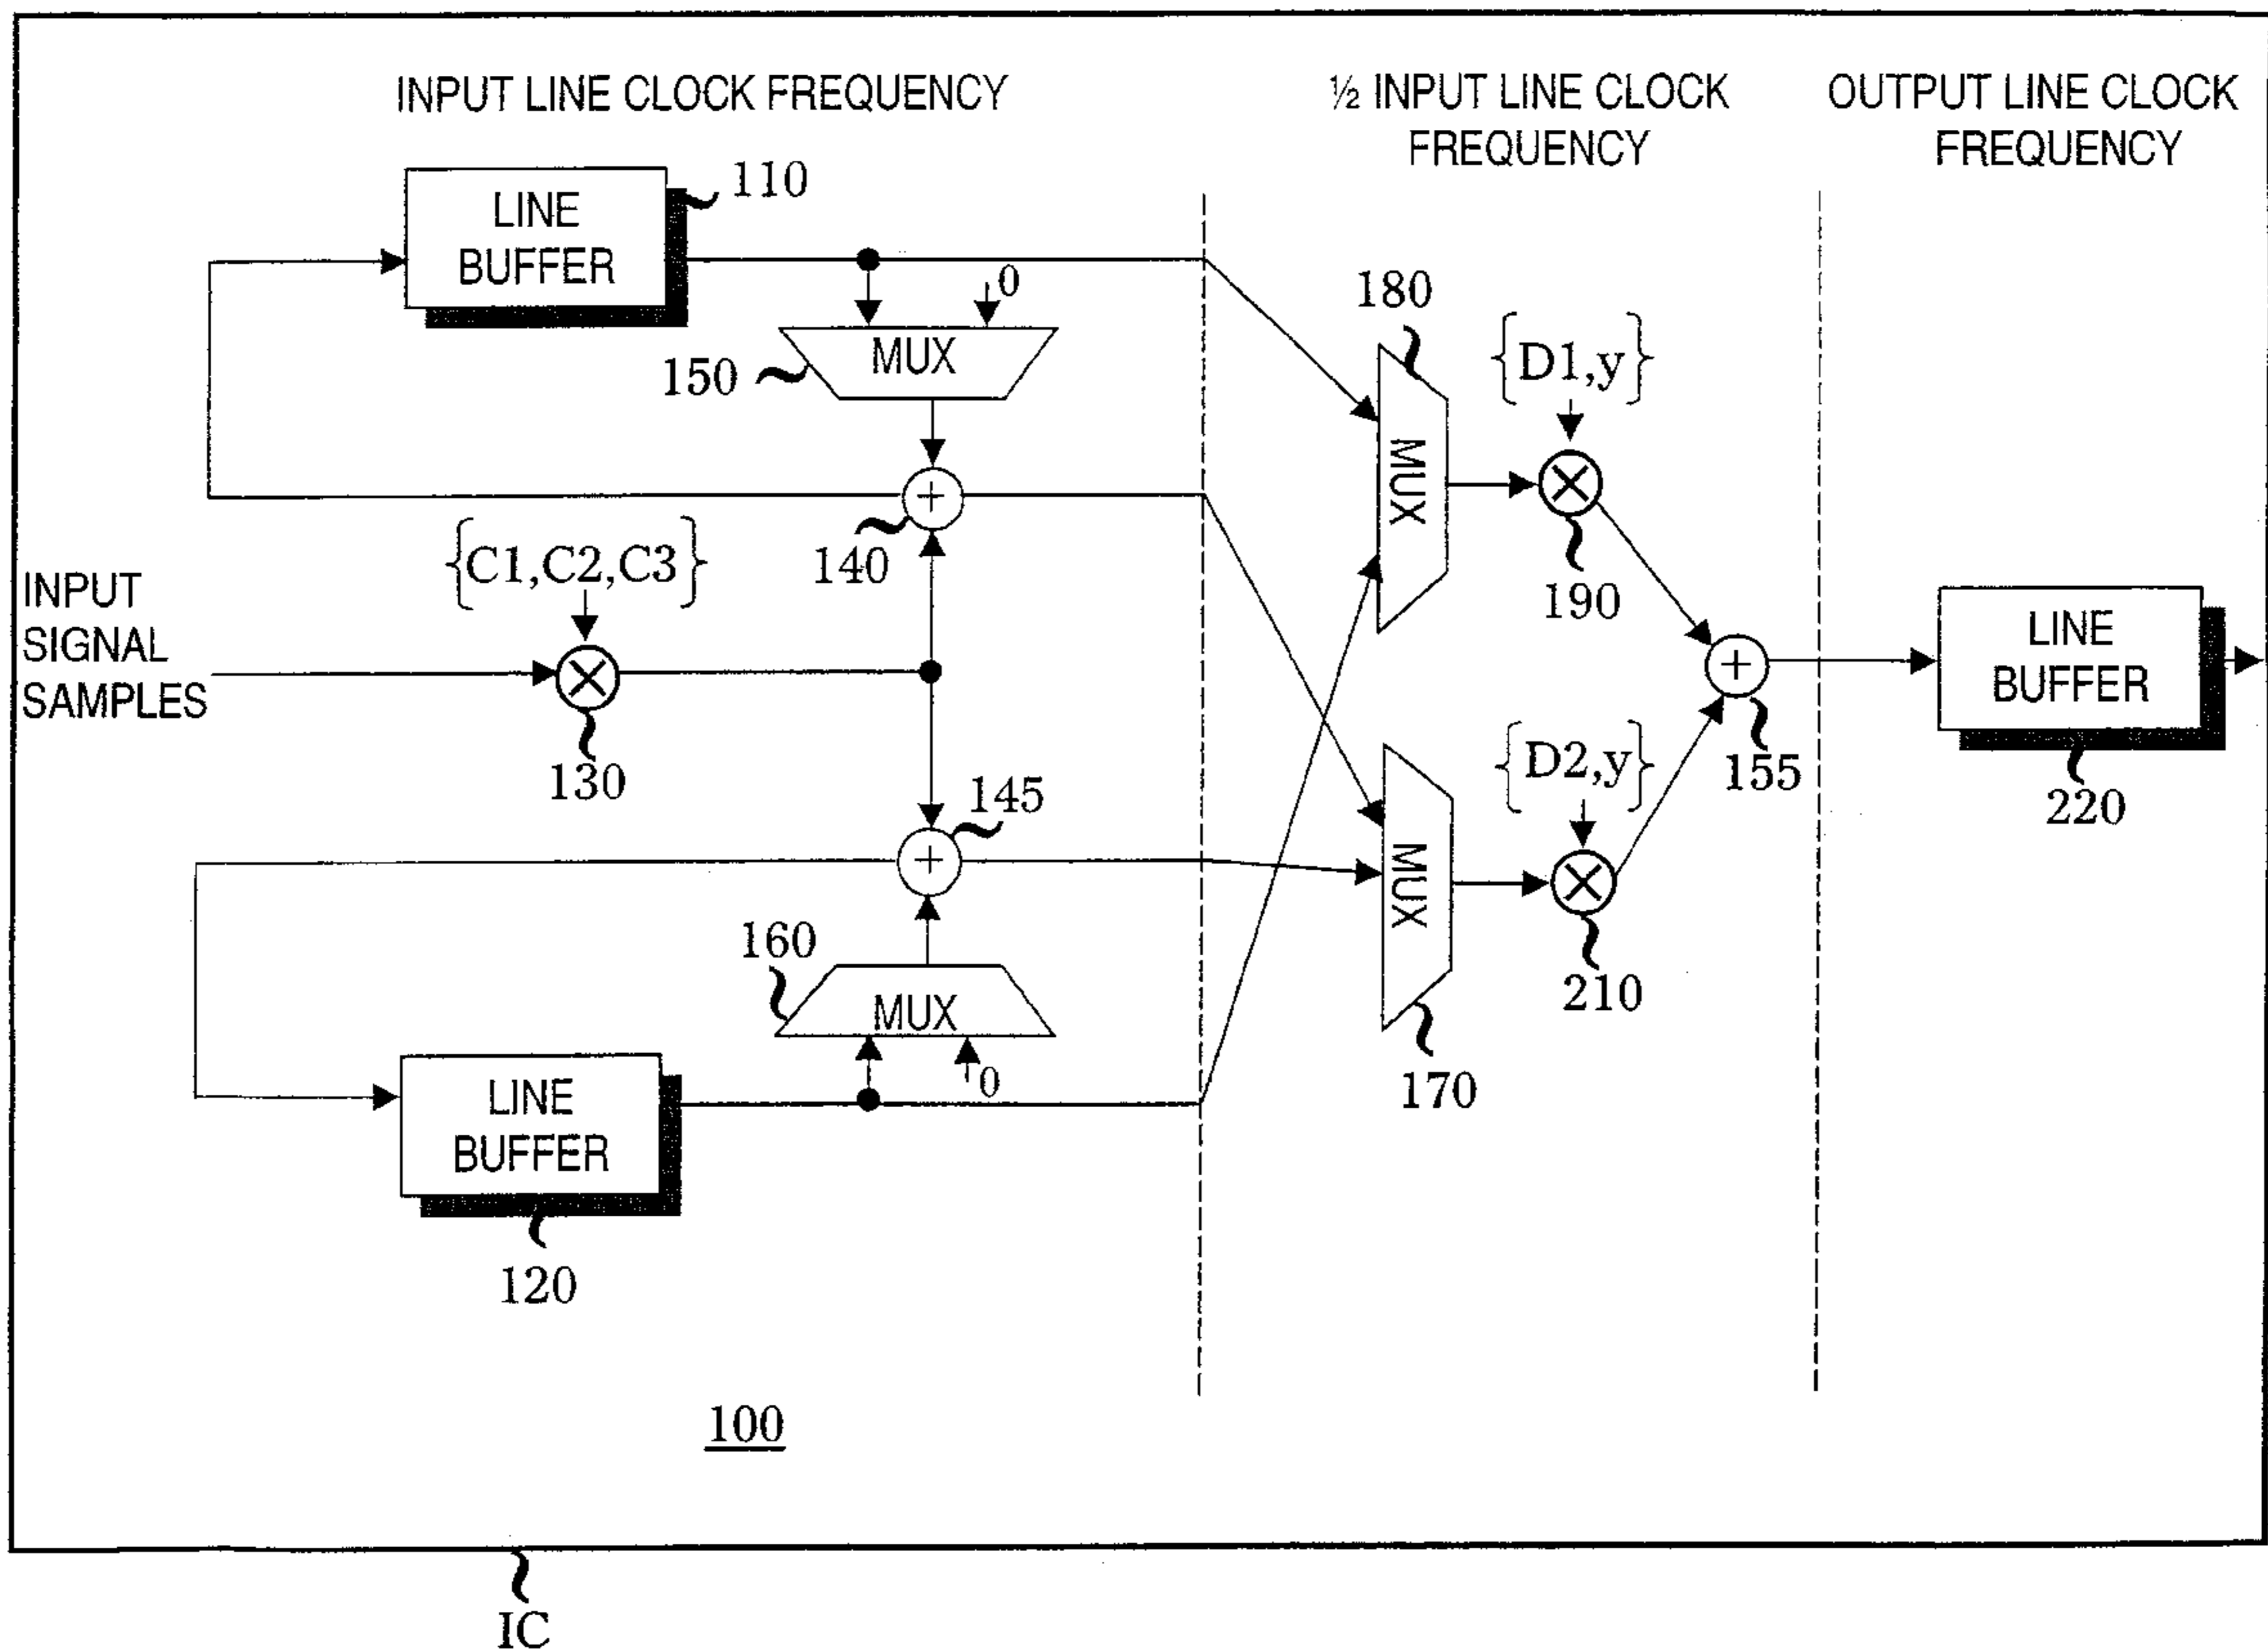 INPUT LINE CLOCK FREQUENCY
½ INPUT LINE CLOCK
FREQUENCY
OUTPUT LINE CLOCK
FREQUENCY
LINE
BUFFER
110
0
MUX
150
180
MUX
{D1,y}
190
{C1,C2,C3}
+
140
INPUT
SIGNAL
SAMPLES
130
+
155
LINE
BUFFER
220
145
+
{D2,y}
MUX
210
170
160
MUX
0
LINE
BUFFER
120
100
IC